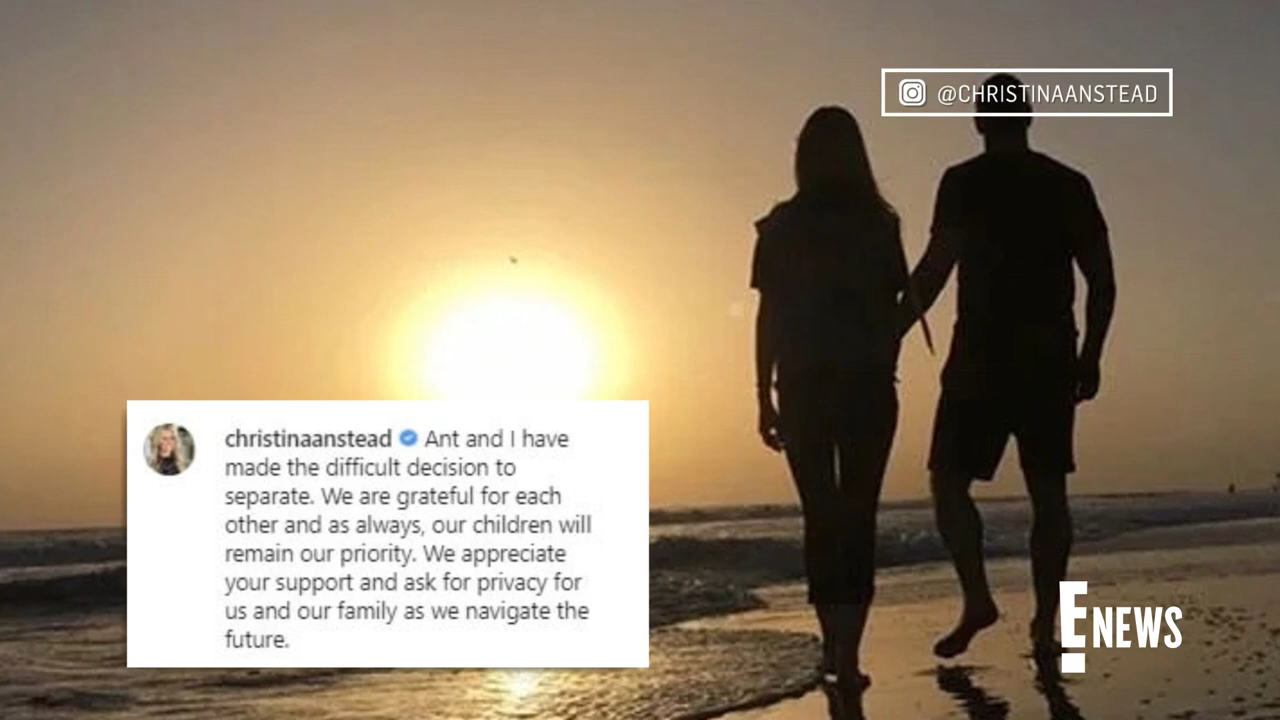 @CHRISTINAANSTEAD
christinaanstead Ant and I have
made the difficult decision to
separate. We are grateful for each
other and as always, our children will
remain our priority. We appreciate
your support and ask for privacy for
us and our family as we navigate the
future.
E! NEWS